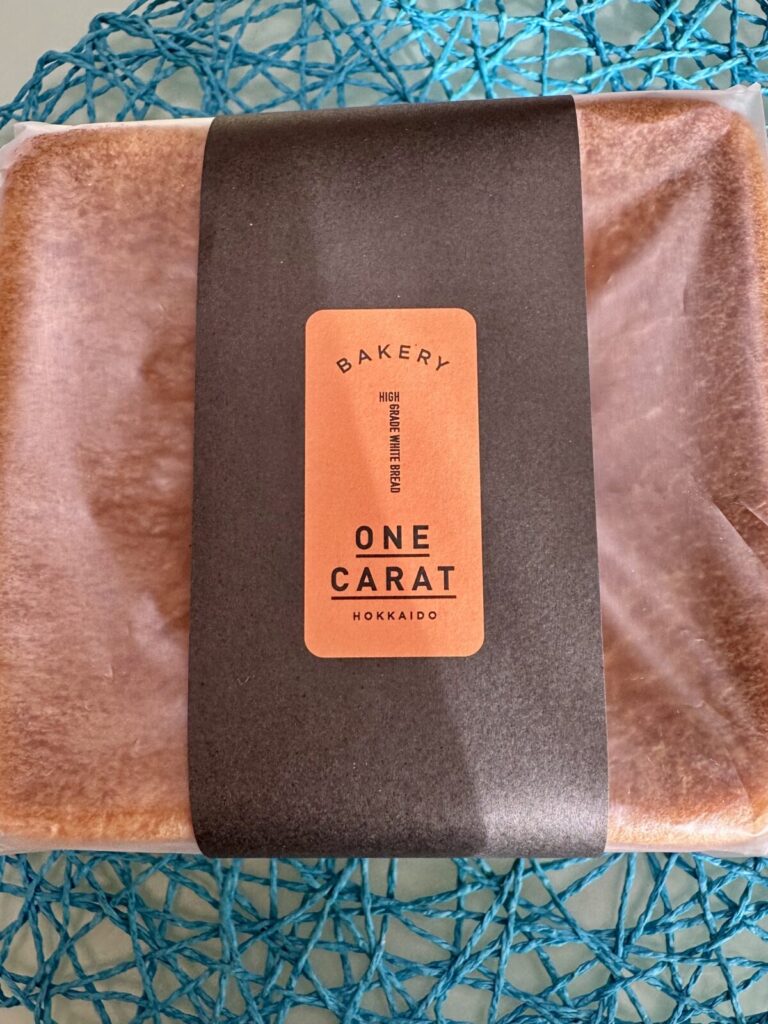 BAKERY
HIGH
GRADE WHITE BREAD
ONE
CARAT
HOKKAIDO